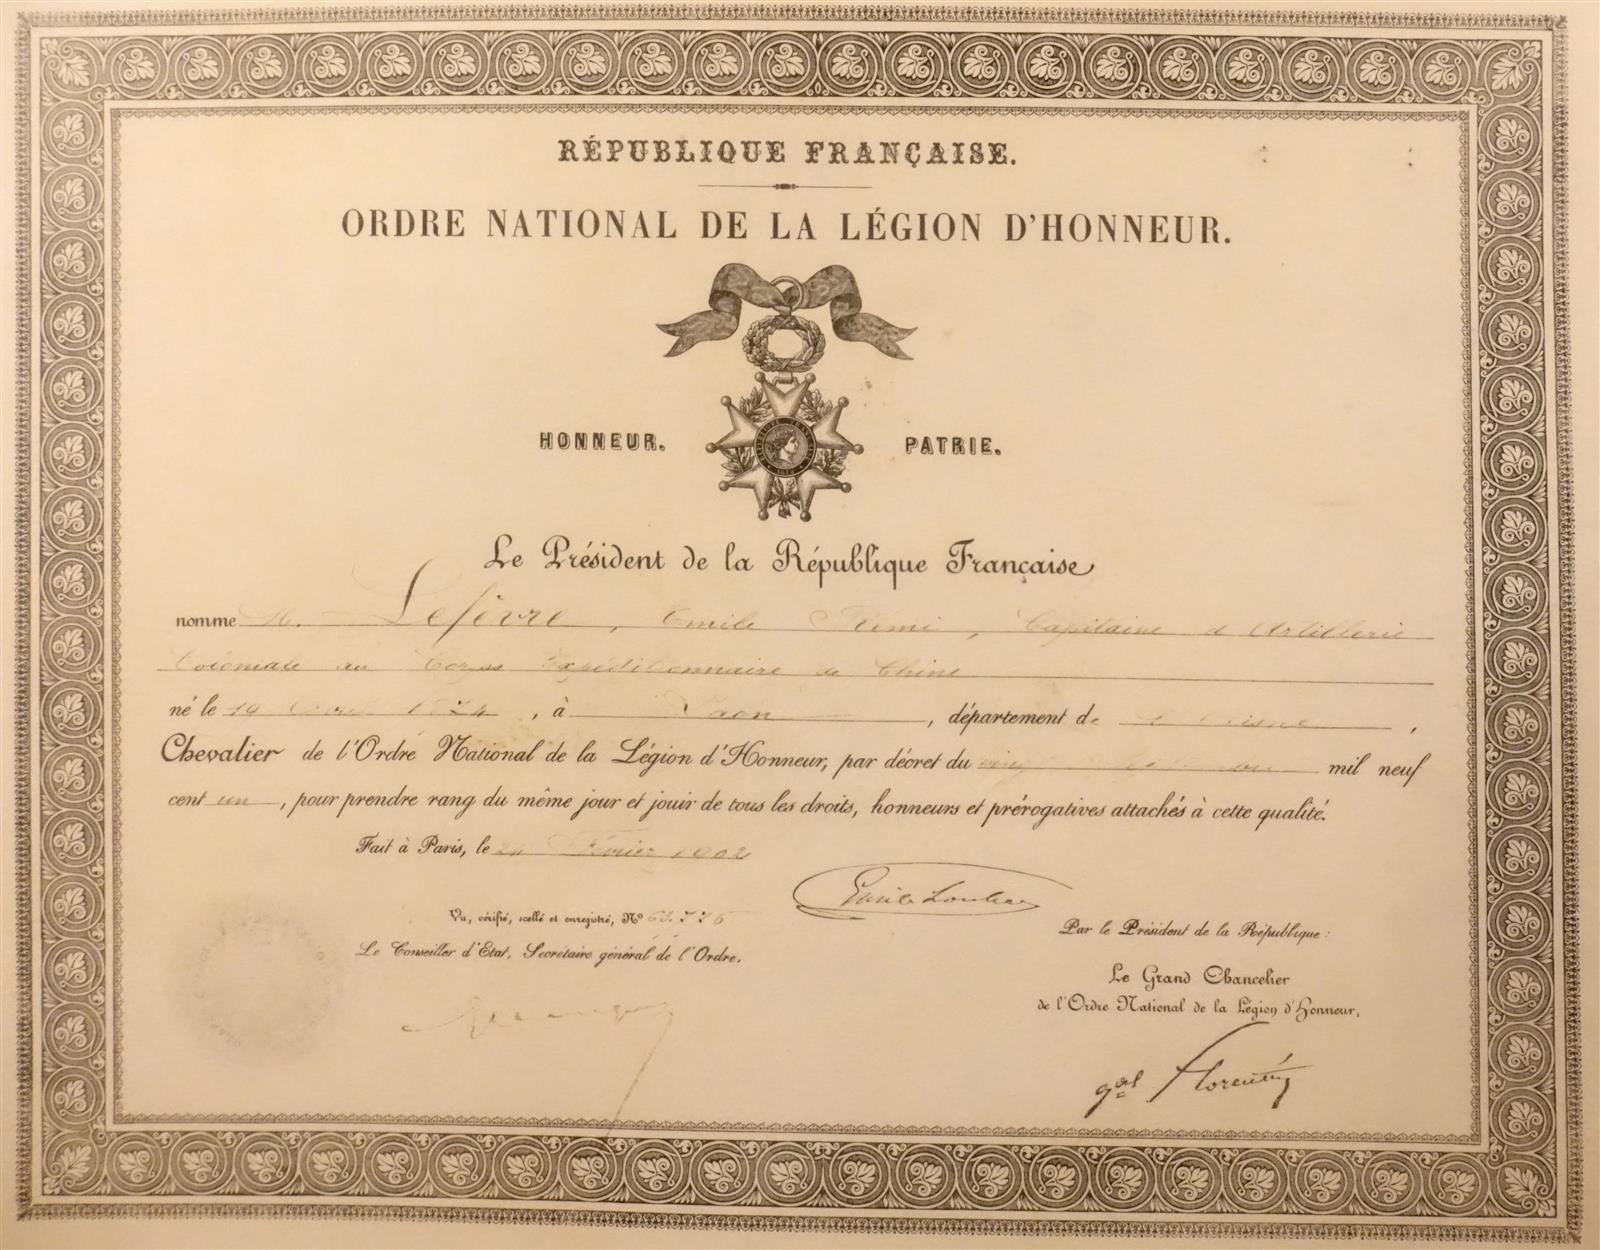 RÉPUBLIQUE FRANÇAISE.
ORDRE NATIONAL DE LA LÉGION D'HONNEUR.
HONNEUR. PATRIE.
Le Président de la République Française
nomme M. Lefèvre, Emile Rémi, Capitaine d'Artillerie
Coloniale au Corps Expéditionnaire de Chine
né le 19, à Laon, département de l'Aisne,
Chevalier de l'Ordre National de la Légion d'Honneur, par décret du mil neuf
cent un, pour prendre rang du même jour et jouir de tous les droits, honneurs et prérogatives attachés à cette qualité.
Fait à Paris, le Février 1902
Emile Loubet
Vu, vérifié, scellé et enregistré, Nº
Par le Président de la République :
Le Conseiller d'Etat, Secrétaire général de l'Ordre.
Le Grand Chancelier
de l'Ordre National de la Légion d'Honneur,
gal Florentin